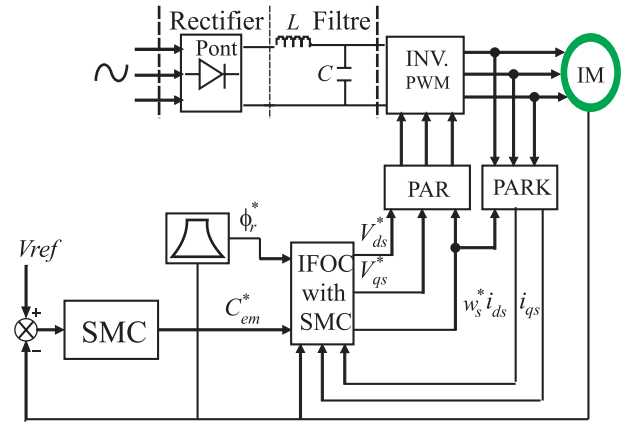 Rectifier L Filtre
Pont
C
INV.
PWM
IM
PAR
PARK
ϕr*
Vds*
Vqs*
Vref
IFOC
with
SMC
ws* ids iqs
+
SMC
Cem*
−